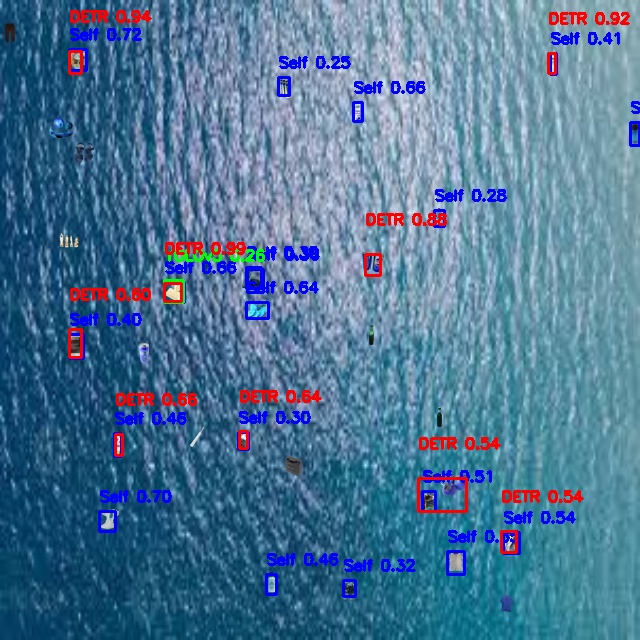 DETR 0.94
Self 0.72
DETR 0.92
Self 0.41
Self 0.25
Self 0.66
S
Self 0.28
DETR 0.88
DETR 0.99
Self 0.66
Self 0.64
DETR 0.60
Self 0.40
DETR 0.66
Self 0.46
DETR 0.64
Self 0.30
DETR 0.54
Self 0.51
Self 0.70
DETR 0.54
Self 0.54
Self
Self 0.46
Self 0.32